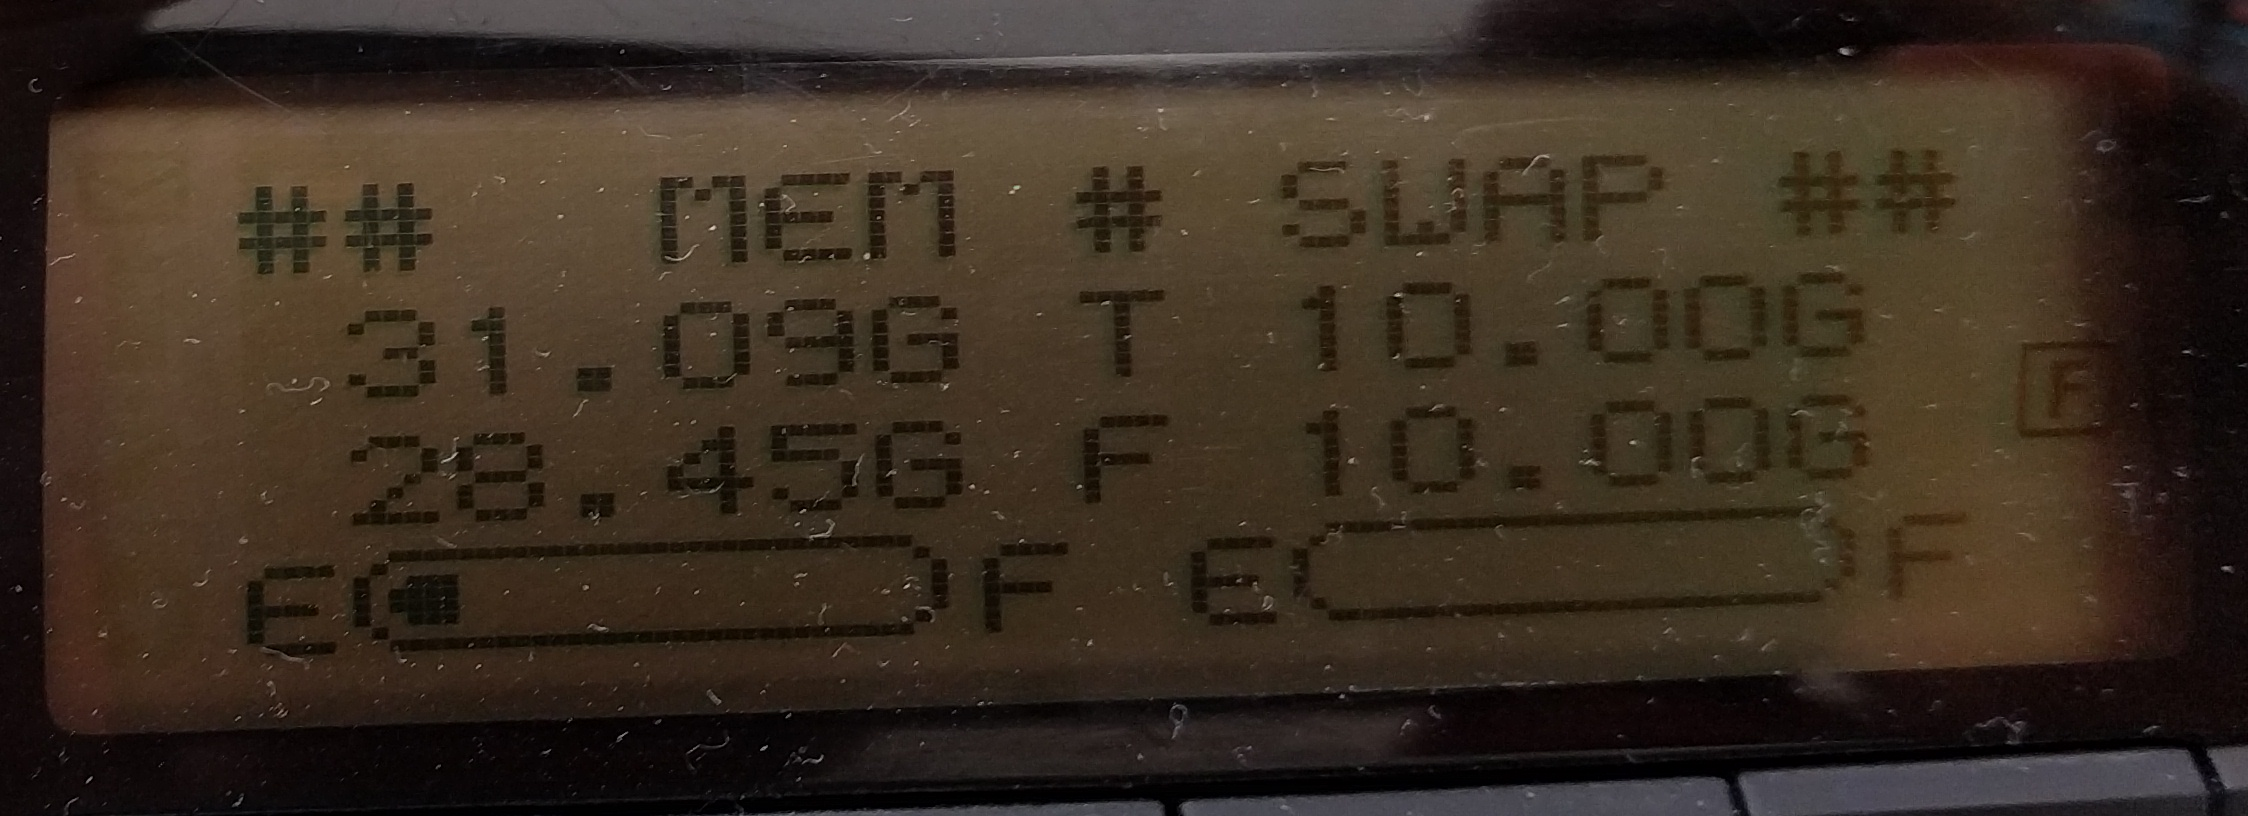 ## MEM # SWAP ##
31.09G T 10.00G
28.45G F 10.00G
E F E F
F